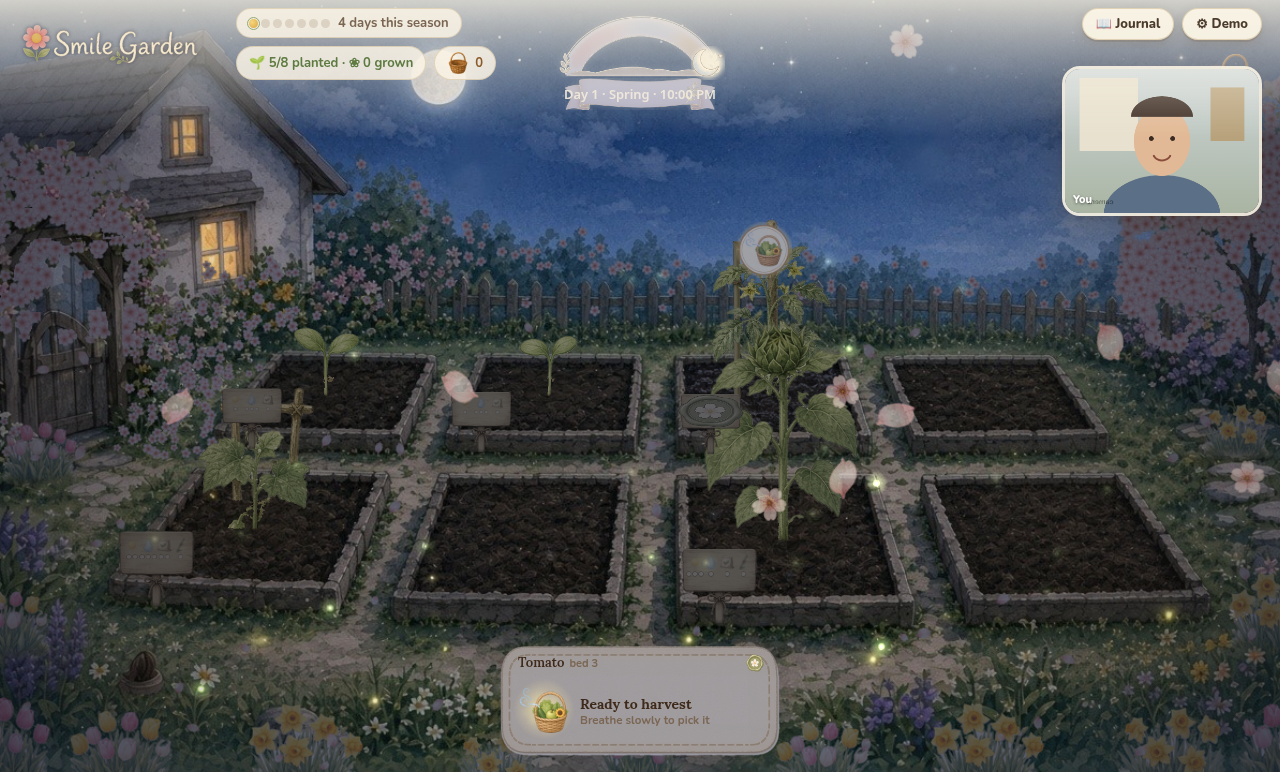 Smile Garden
4 days this season
5/8 planted · 0 grown
0
Day 1 · Spring · 10:00 PM
Journal
Demo
You
Tomato bed 3
Ready to harvest
Breathe slowly to pick it